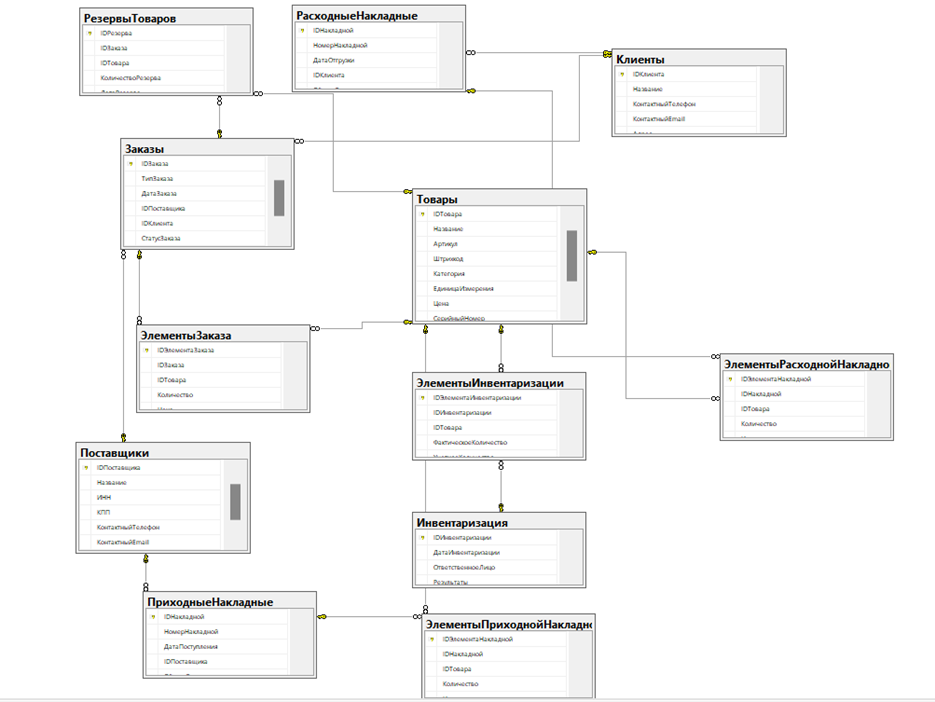 РезервыТоваров
IDРезерва
IDЗаказа
IDТовара
КоличествоРезерва
РасходныеНакладные
IDНакладной
НомерНакладной
ДатаОтгрузки
IDКлиента
Клиенты
IDКлиента
Название
КонтактныйТелефон
КонтактныйEmail
Заказы
IDЗаказа
ТипЗаказа
ДатаЗаказа
IDПоставщика
IDКлиента
СтатусЗаказа
Товары
IDТовара
Название
Артикул
Штрихкод
Категория
ЕдиницаИзмерения
Цена
СерийныйНомер
ЭлементыЗаказа
IDЭлементаЗаказа
IDЗаказа
IDТовара
Количество
ЭлементыРасходнойНакладно
IDЭлементаНакладной
IDНакладной
IDТовара
Количество
ЭлементыИнвентаризации
IDЭлементаИнвентаризации
IDИнвентаризации
IDТовара
ФактическоеКоличество
Поставщики
IDПоставщика
Название
ИНН
КПП
КонтактныйТелефон
КонтактныйEmail
Инвентаризация
IDИнвентаризации
ДатаИнвентаризации
ОтветственноеЛицо
Результаты
ПриходныеНакладные
IDНакладной
НомерНакладной
ДатаПоступления
IDПоставщика
ЭлементыПриходнойНакладно
IDЭлементаНакладной
IDНакладной
IDТовара
Количество